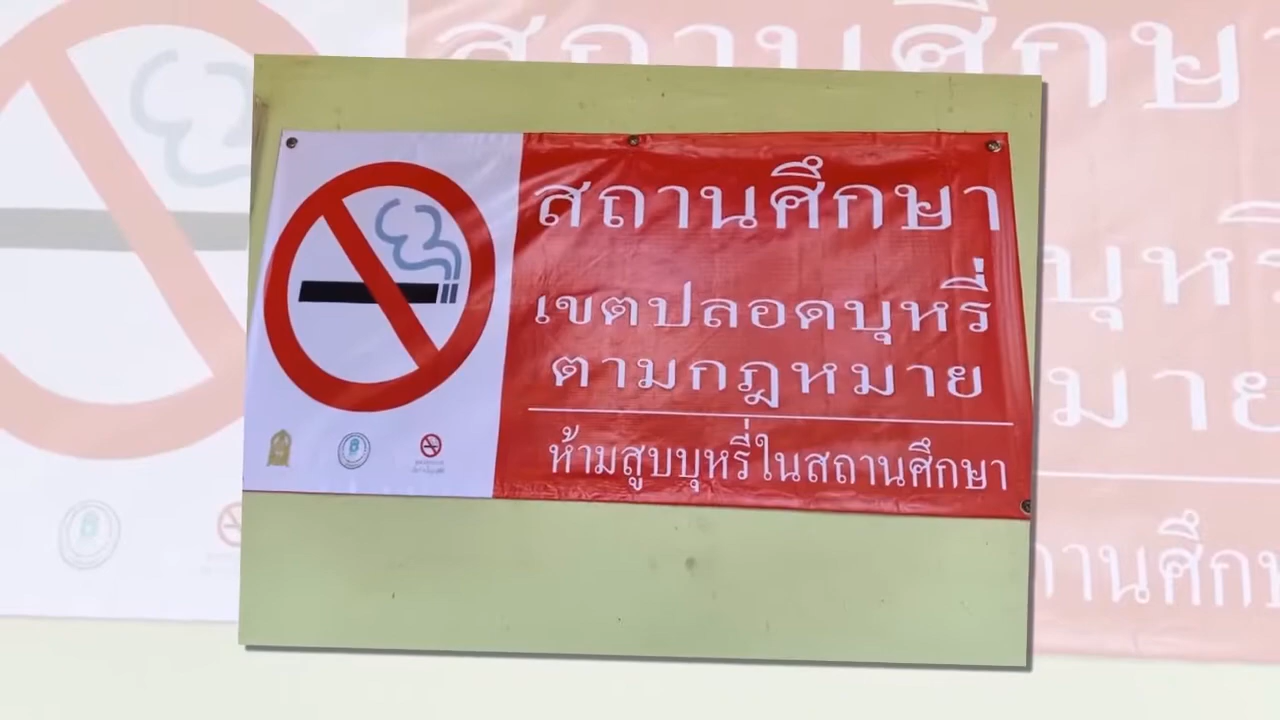 สถานศึกษา
เขตปลอดบุหรี่
ตามกฎหมาย
ห้ามสูบบุหรี่ในสถานศึกษา